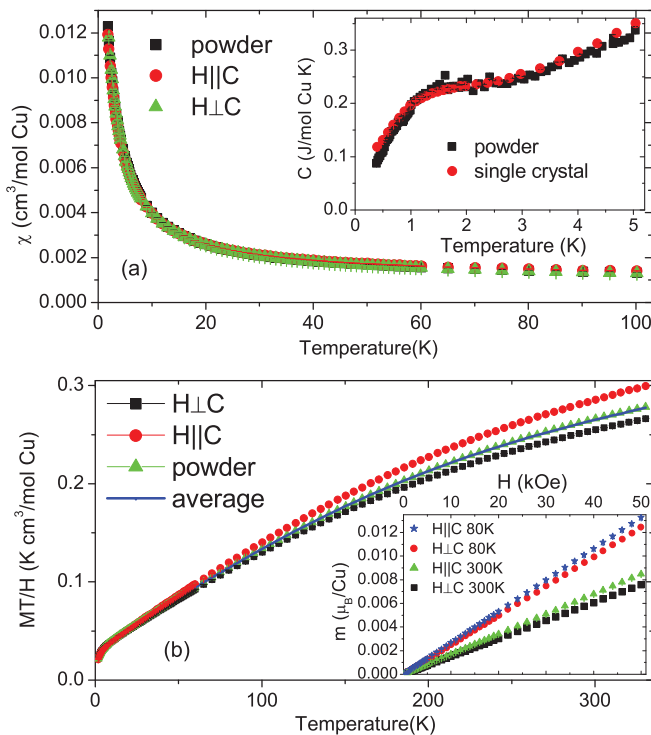 0.012
0.010
0.008
0.006
0.004
0.002
0.000
χ (cm³/mol Cu)
powder
H||C
H⊥C
(a)
0 20 40 60 80 100
Temperature(K)
0.3
0.2
0.1
0.0
C (J/mol Cu K)
powder
single crystal
0 1 2 3 4 5
Temperature (K)
0.3
0.2
0.1
0.0
MT/H (K cm³/mol Cu)
H⊥C
H||C
powder
average
(b)
0 100 200 300
Temperature(K)
H (kOe)
0 10 20 30 40 50
0.012
0.010
0.008
0.006
0.004
0.002
0.000
m (μB/Cu)
H||C 80K
H⊥C 80K
H||C 300K
H⊥C 300K